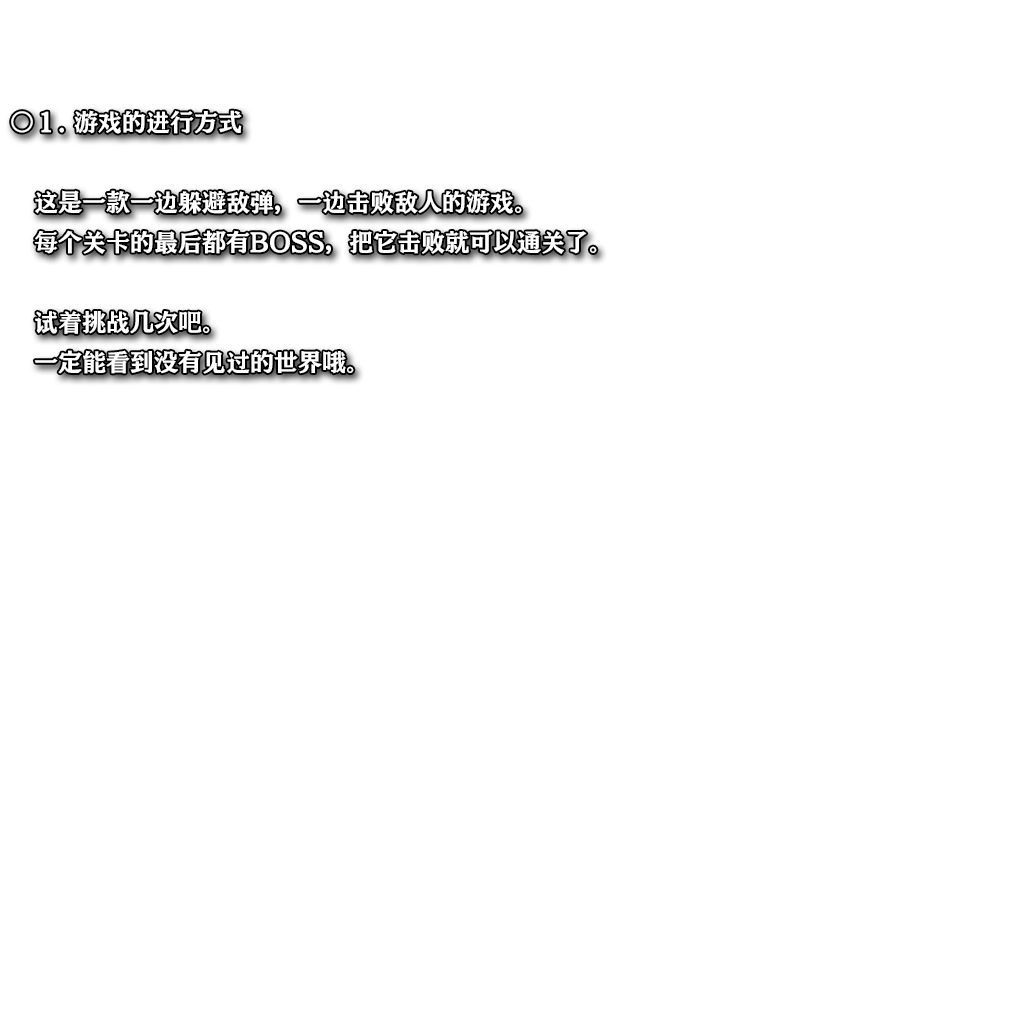 ◎１. 游戏的进行方式
这是一款一边躲避敌弹，一边击败敌人的游戏。
每个关卡的最后都有BOSS，把它击败就可以通关了。
试着挑战几次吧。
一定能看到没有见过的世界哦。